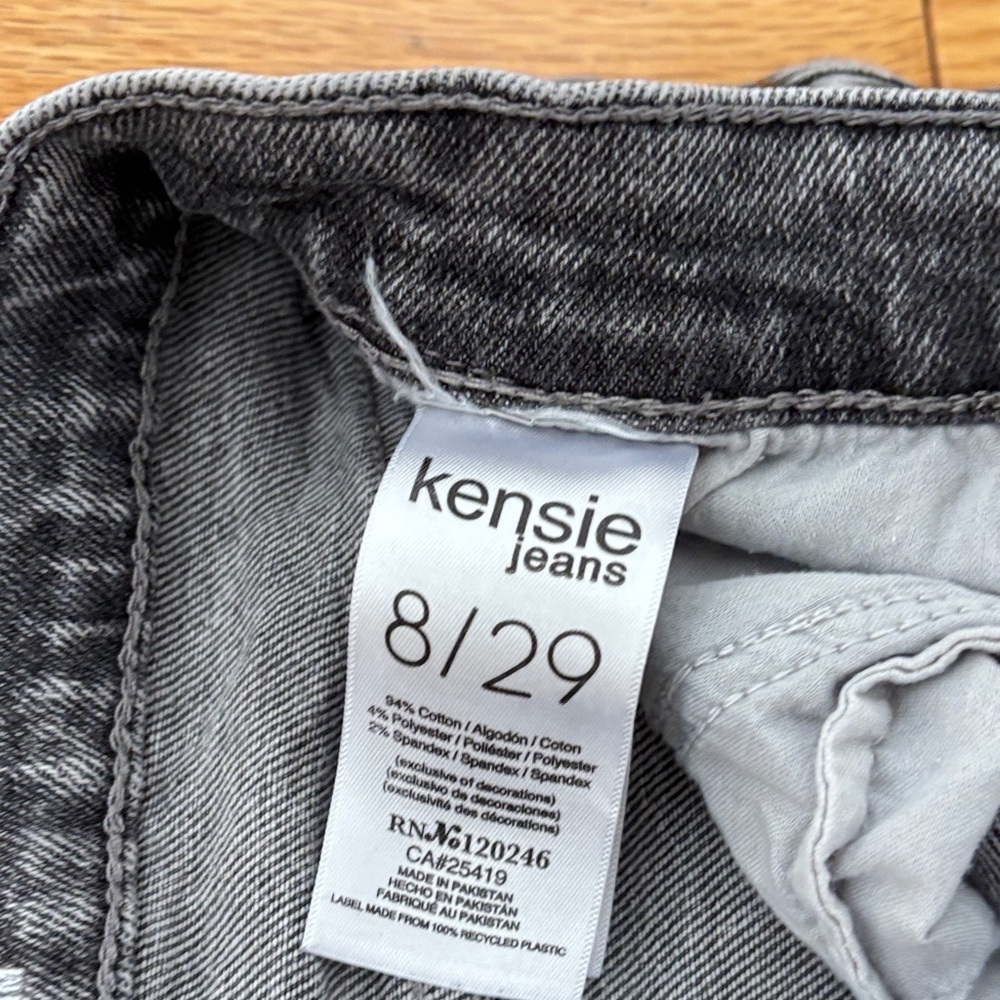 kensie
jeans
8/29
94% Cotton / Algodón / Coton
4% Polyester / Poliéster / Polyester
2% Spandex / Spandex / Spandex
(exclusive of decorations)
(exclusivo de decoraciones)
(exclusivité des décorations)
RN№120246
CA#25419
MADE IN PAKISTAN
HECHO EN PAKISTÁN
FABRIQUÉ AU PAKISTAN
LABEL MADE FROM 100% RECYCLED PLASTIC